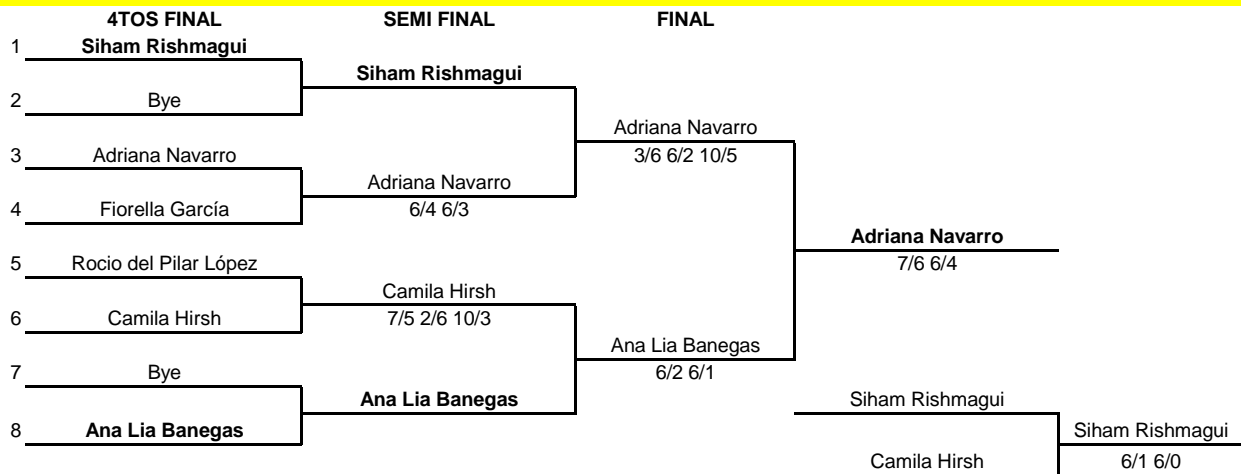 4TOS FINAL SEMI FINAL FINAL
1 Siham Rishmagui
Siham Rishmagui
2 Bye
Adriana Navarro
3 Adriana Navarro 3/6 6/2 10/5
Adriana Navarro
4 Fiorella García 6/4 6/3
Adriana Navarro
5 Rocio del Pilar López 7/6 6/4
Camila Hirsh
6 Camila Hirsh 7/5 2/6 10/3
Ana Lia Banegas
7 Bye 6/2 6/1
Ana Lia Banegas Siham Rishmagui
8 Ana Lia Banegas Siham Rishmagui
Camila Hirsh 6/1 6/0